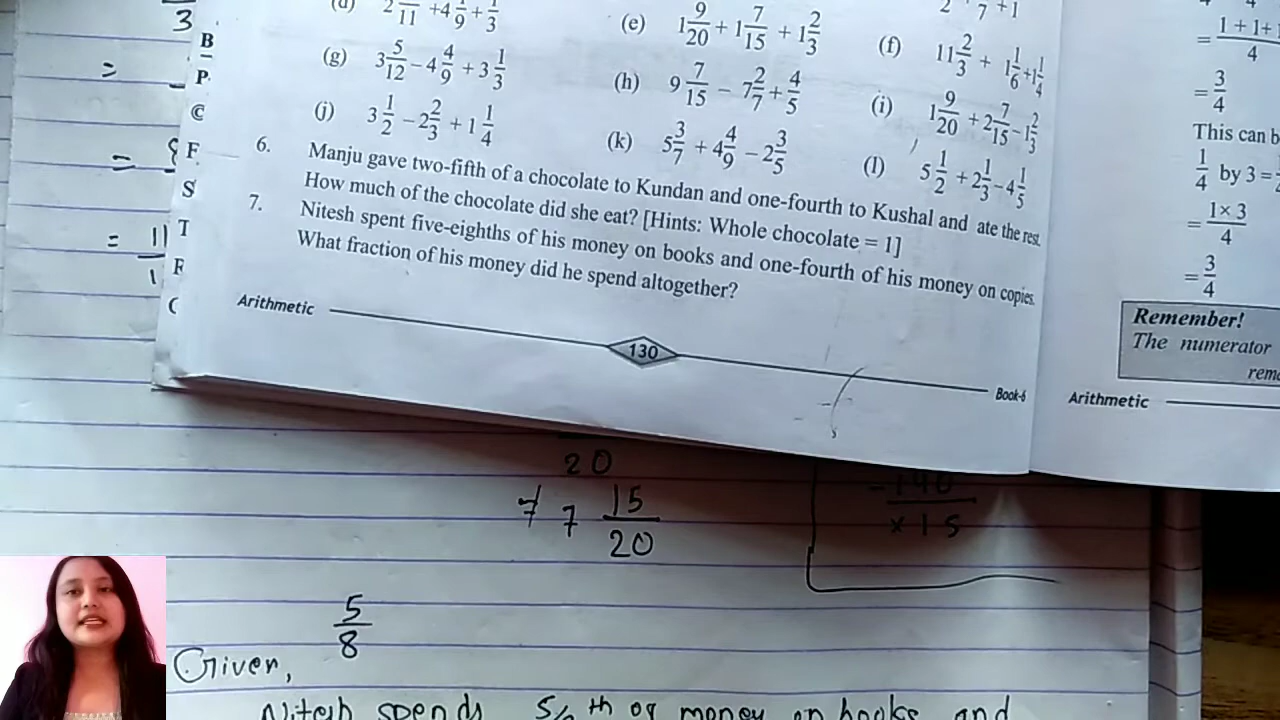 (d) 2 /11 + 4 4/9 + 1/3
(e) 1 9/20 + 1 7/15 + 1 2/3
(f) 11 2/3 + 1 1/6 + 1 1/4
(g) 3 5/12 – 4 4/9 + 3 1/3
(h) 9 7/15 – 7 2/7 + 4/5
(i) 1 9/20 + 2 7/15 – 1 2/3
(j) 3 1/2 – 2 2/3 + 1 1/4
(k) 5 3/7 + 4 4/9 – 2 3/5
(l) 5 1/2 + 2 1/3 – 4 1/5
6. Manju gave two-fifth of a chocolate to Kundan and one-fourth to Kushal and ate the rest.
How much of the chocolate did she eat? [Hints: Whole chocolate = 1]
7. Nitesh spent five-eighths of his money on books and one-fourth of his money on copies.
What fraction of his money did he spend altogether?
Arithmetic
130
Book-6
= 3/4
This can b
1/4 by 3 =
= 1×3/4
= 3/4
Remember!
The numerator
Arithmetic
20
7 15/20
× 15
5/8
Given,
Nitesh spends 5/8 th of money on books and